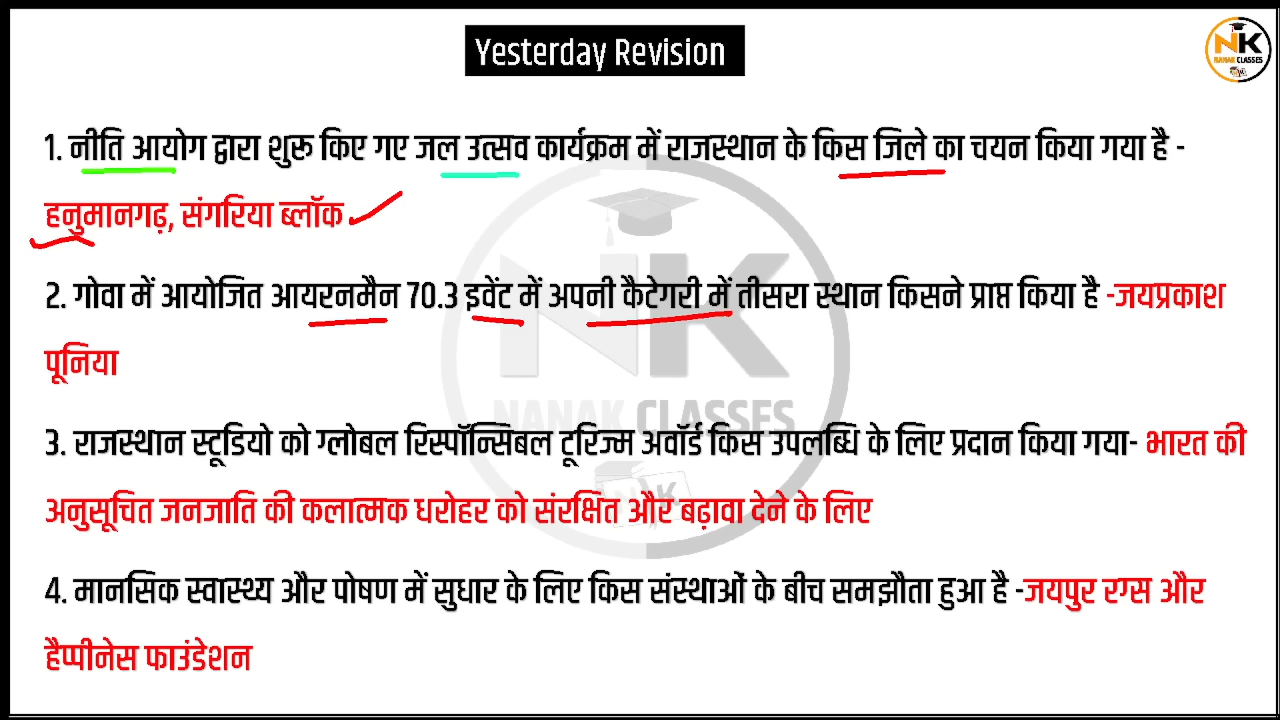 Yesterday Revision
NK
NANAK CLASSES
1. नीति आयोग द्वारा शुरू किए गए जल उत्सव कार्यक्रम में राजस्थान के किस जिले का चयन किया गया है -
हनुमानगढ़, संगरिया ब्लॉक
2. गोवा में आयोजित आयरनमैन 70.3 इवेंट में अपनी कैटेगरी में तीसरा स्थान किसने प्राप्त किया है -जयप्रकाश
पूनिया
NK
NANAK CLASSES
3. राजस्थान स्टूडियो को ग्लोबल रिस्पॉन्सिबल टूरिज्म अवॉर्ड किस उपलब्धि के लिए प्रदान किया गया- भारत की
अनुसूचित जनजाति की कलात्मक धरोहर को संरक्षित और बढ़ावा देने के लिए
4. मानसिक स्वास्थ्य और पोषण में सुधार के लिए किस संस्थाओं के बीच समझौता हुआ है -जयपुर रग्स और
हैप्पीनेस फाउंडेशन